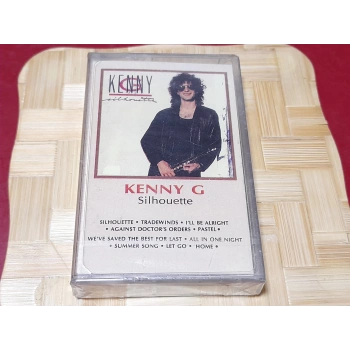 KENNY
G
silhouette
KENNY G
Silhouette
SILHOUETTE • TRADEWINDS • I'LL BE ALRIGHT
• AGAINST DOCTOR'S ORDERS • PASTEL •
WE'VE SAVED THE BEST FOR LAST • ALL IN ONE NIGHT
• SUMMER SONG • LET GO • HOME •